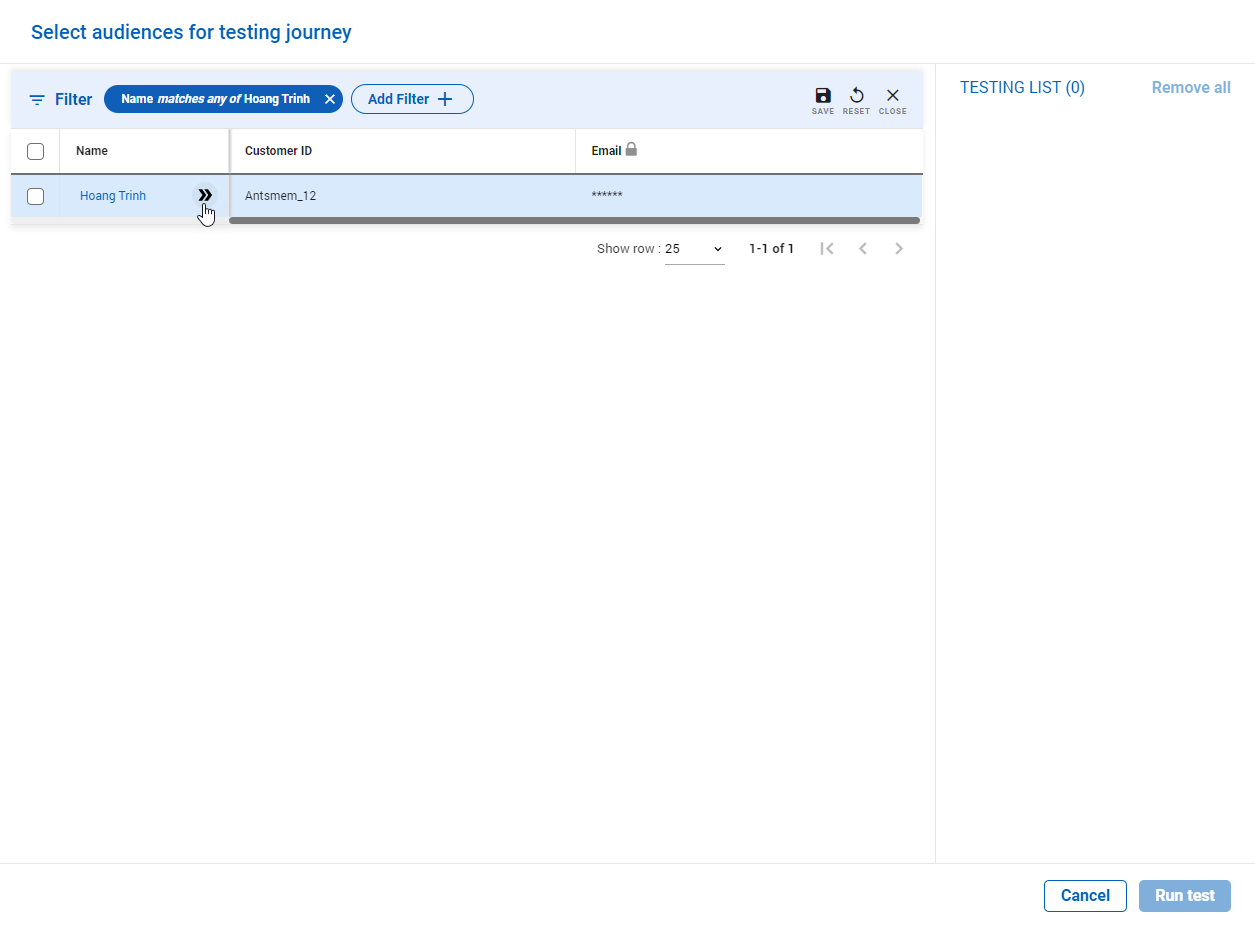 Select audiences for testing journey
Filter
Name matches any of Hoang Trinh
Add Filter
SAVE
RESET
CLOSE
TESTING LIST (0)
Remove all
Name
Customer ID
Email
Hoang Trinh
Antsmem_12
******
Show row : 25
1-1 of 1
Cancel
Run test